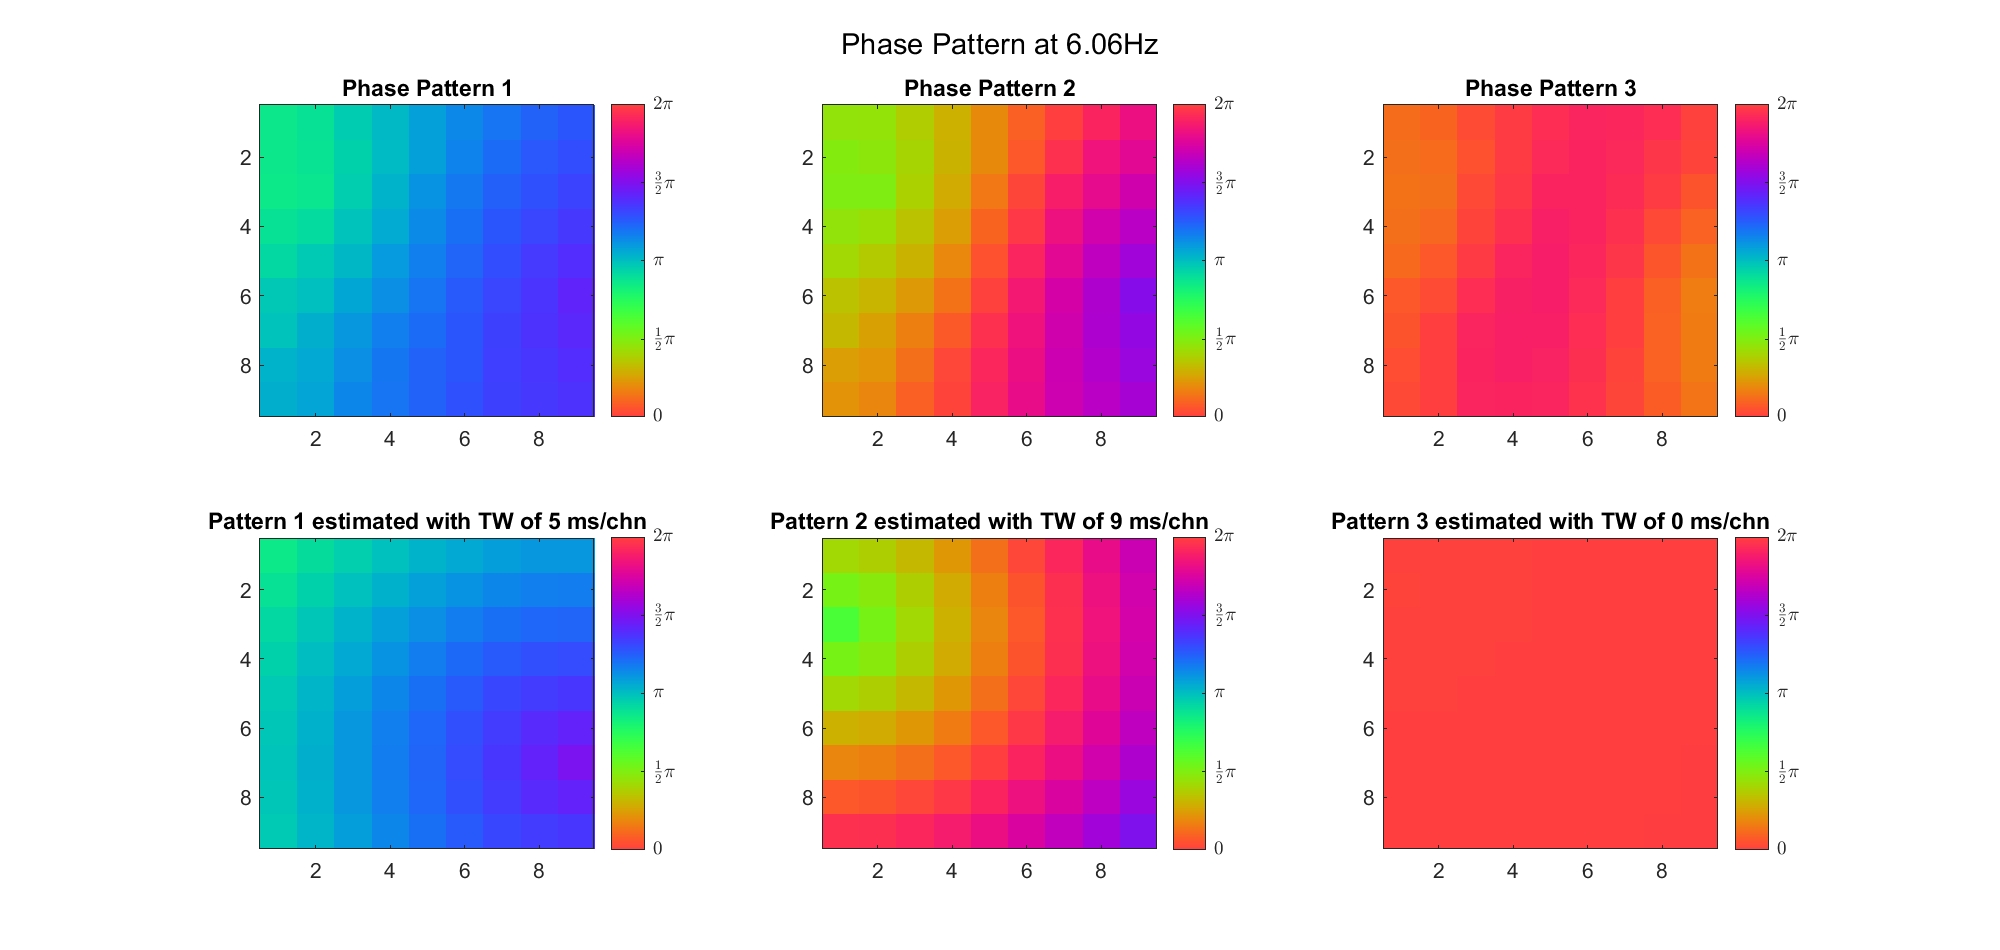 Phase Pattern at 6.06Hz
Phase Pattern 1
Phase Pattern 2
Phase Pattern 3
2
4
6
8
2 4 6 8
2π
3/2 π
π
1/2 π
0
2
4
6
8
2 4 6 8
2π
3/2 π
π
1/2 π
0
2
4
6
8
2 4 6 8
2π
3/2 π
π
1/2 π
0
Pattern 1 estimated with TW of 5 ms/chn
Pattern 2 estimated with TW of 9 ms/chn
Pattern 3 estimated with TW of 0 ms/chn
2
4
6
8
2 4 6 8
2π
3/2 π
π
1/2 π
0
2
4
6
8
2 4 6 8
2π
3/2 π
π
1/2 π
0
2
4
6
8
2 4 6 8
2π
3/2 π
π
1/2 π
0